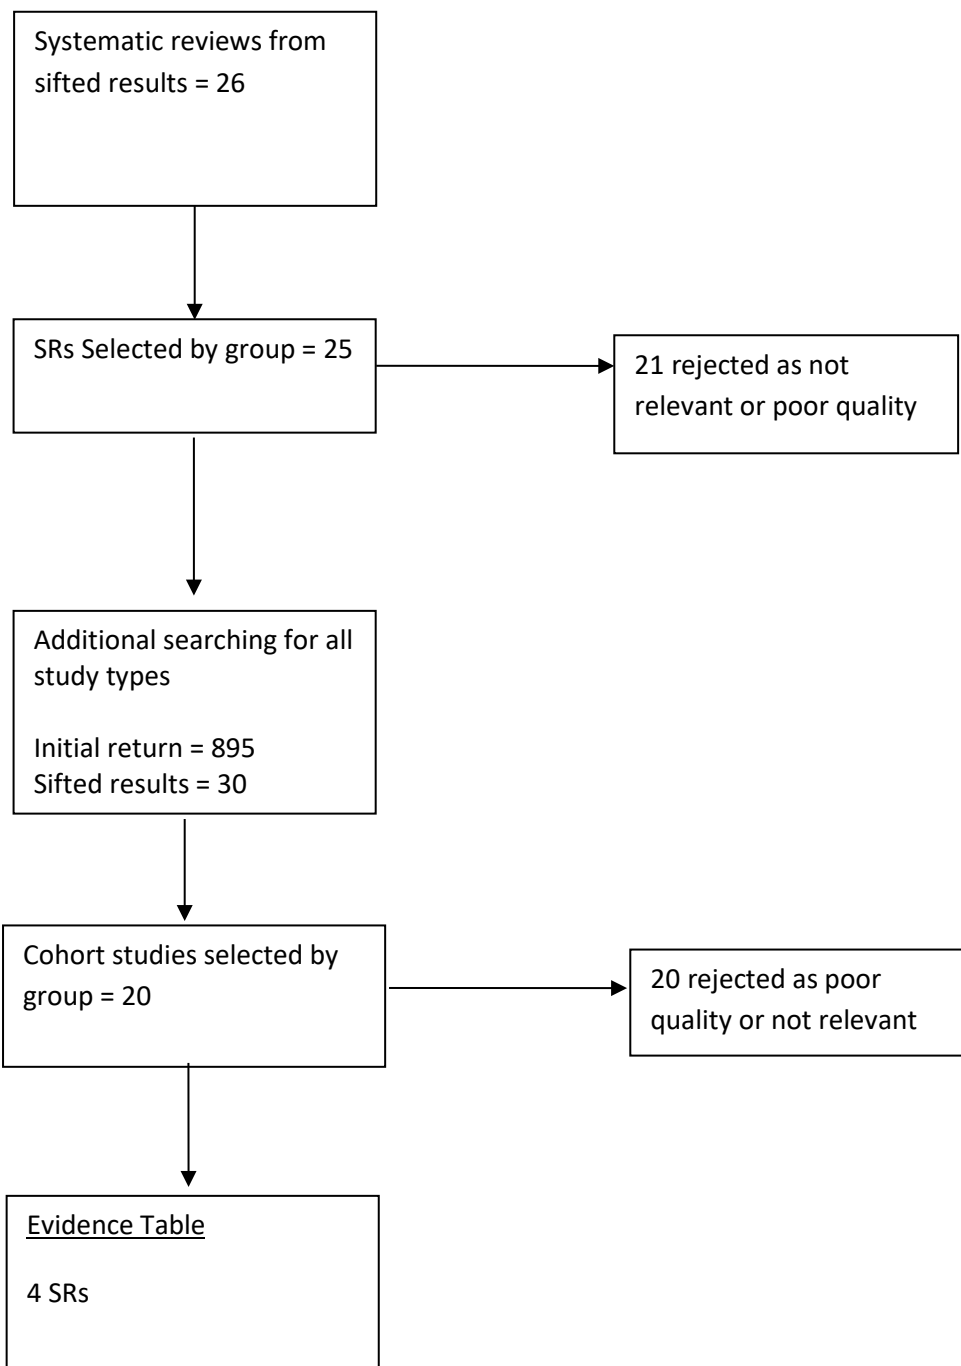 Systematic reviews from
sifted results = 26
SRs Selected by group = 25
21 rejected as not
relevant or poor quality
Additional searching for all
study types
Initial return = 895
Sifted results = 30
Cohort studies selected by
group = 20
20 rejected as poor
quality or not relevant
Evidence Table
4 SRs